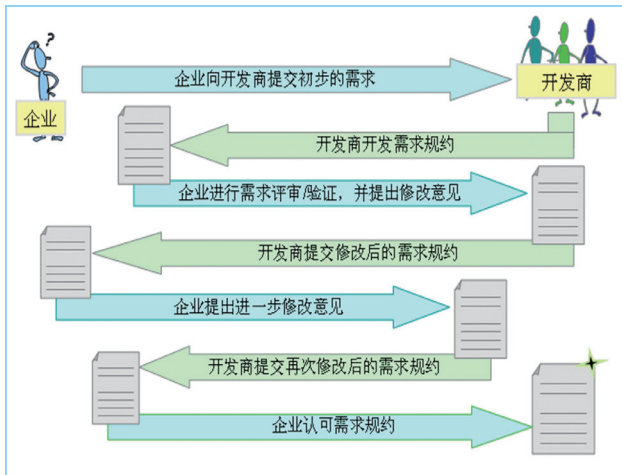 ?
企业向开发商提交初步的需求
企业
开发商
开发商开发需求规约
企业进行需求评审/验证，并提出修改意见
开发商提交修改后的需求规约
企业提出进一步修改意见
开发商提交再次修改后的需求规约
企业认可需求规约